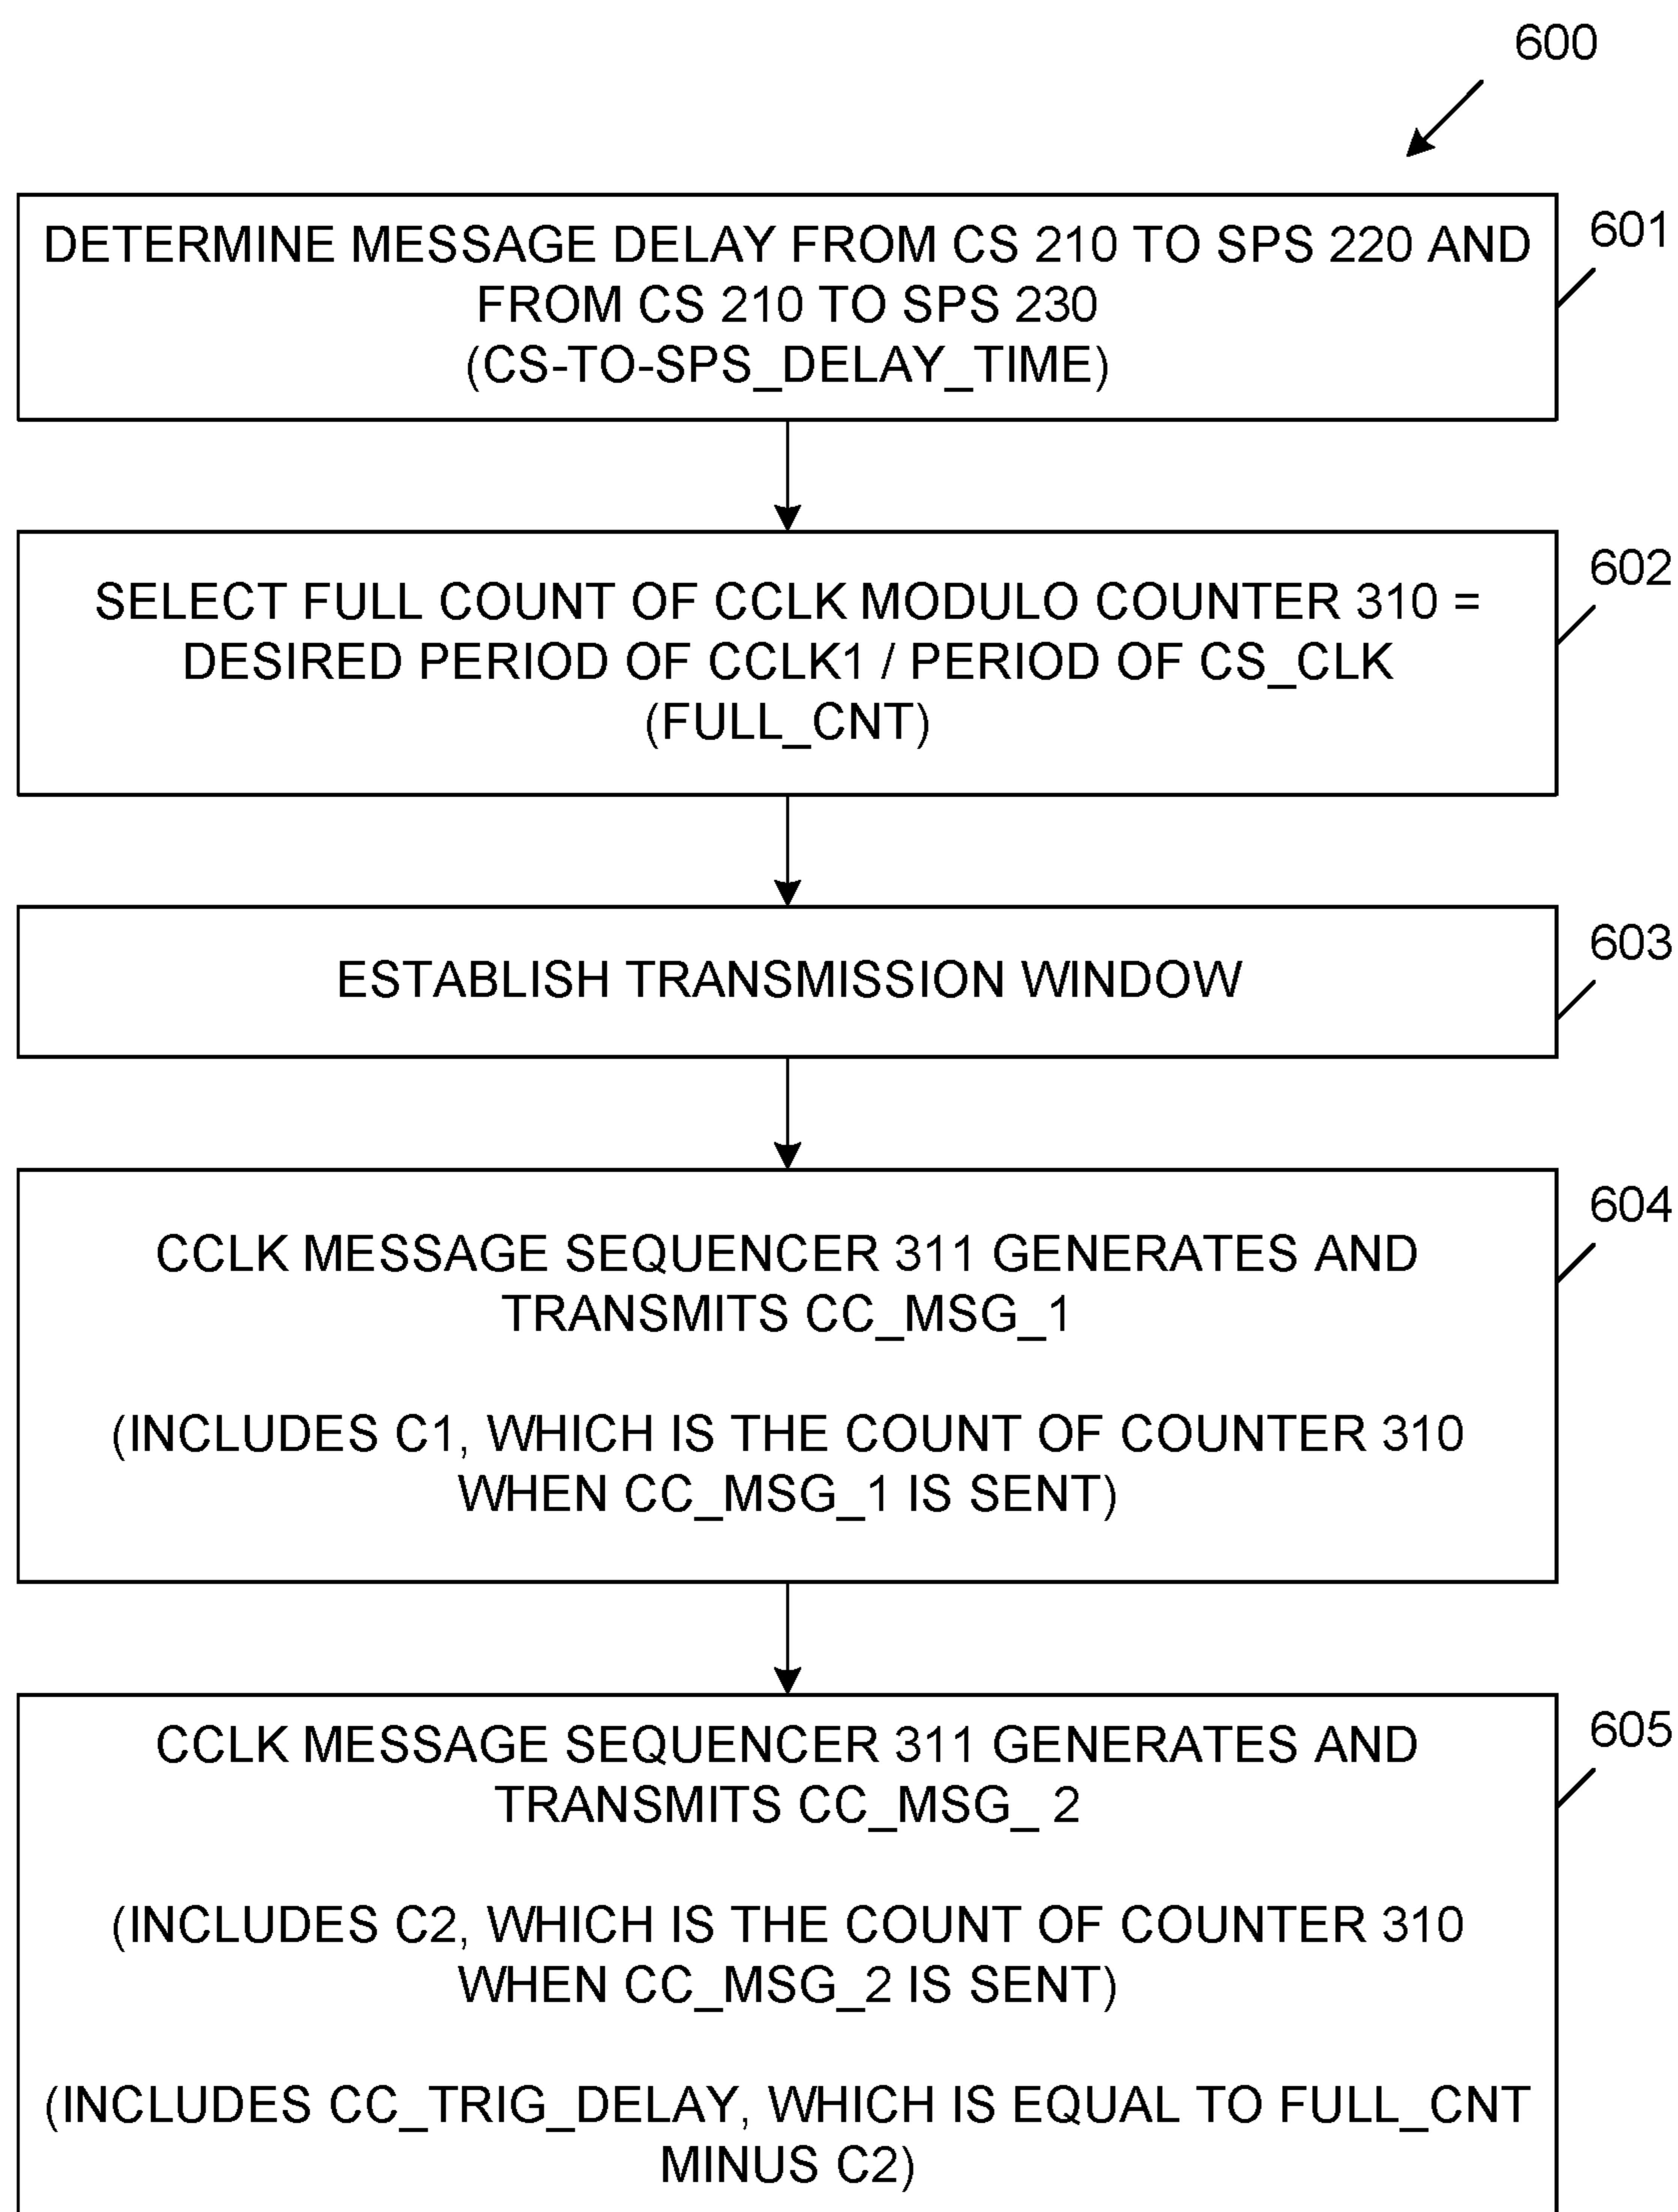 600
601
DETERMINE MESSAGE DELAY FROM CS 210 TO SPS 220 AND
FROM CS 210 TO SPS 230
(CS-TO-SPS_DELAY_TIME)
602
SELECT FULL COUNT OF CCLK MODULO COUNTER 310 =
DESIRED PERIOD OF CCLK1 / PERIOD OF CS_CLK
(FULL_CNT)
603
ESTABLISH TRANSMISSION WINDOW
604
CCLK MESSAGE SEQUENCER 311 GENERATES AND
TRANSMITS CC_MSG_1
(INCLUDES C1, WHICH IS THE COUNT OF COUNTER 310
WHEN CC_MSG_1 IS SENT)
605
CCLK MESSAGE SEQUENCER 311 GENERATES AND
TRANSMITS CC_MSG_ 2
(INCLUDES C2, WHICH IS THE COUNT OF COUNTER 310
WHEN CC_MSG_2 IS SENT)
(INCLUDES CC_TRIG_DELAY, WHICH IS EQUAL TO FULL_CNT
MINUS C2)